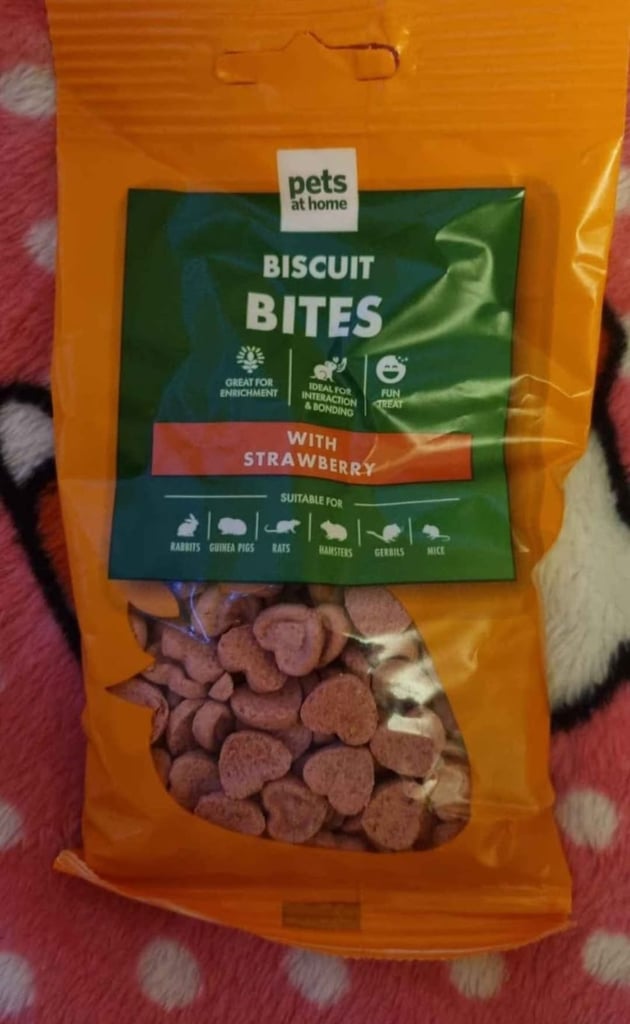 pets
at home
BISCUIT
BITES
GREAT FOR
ENRICHMENT
IDEAL FOR
INTERACTION
& BONDING
FUN
TREAT
WITH
STRAWBERRY
SUITABLE FOR
RABBITS GUINEA PIGS RATS HAMSTERS GERBILS MICE